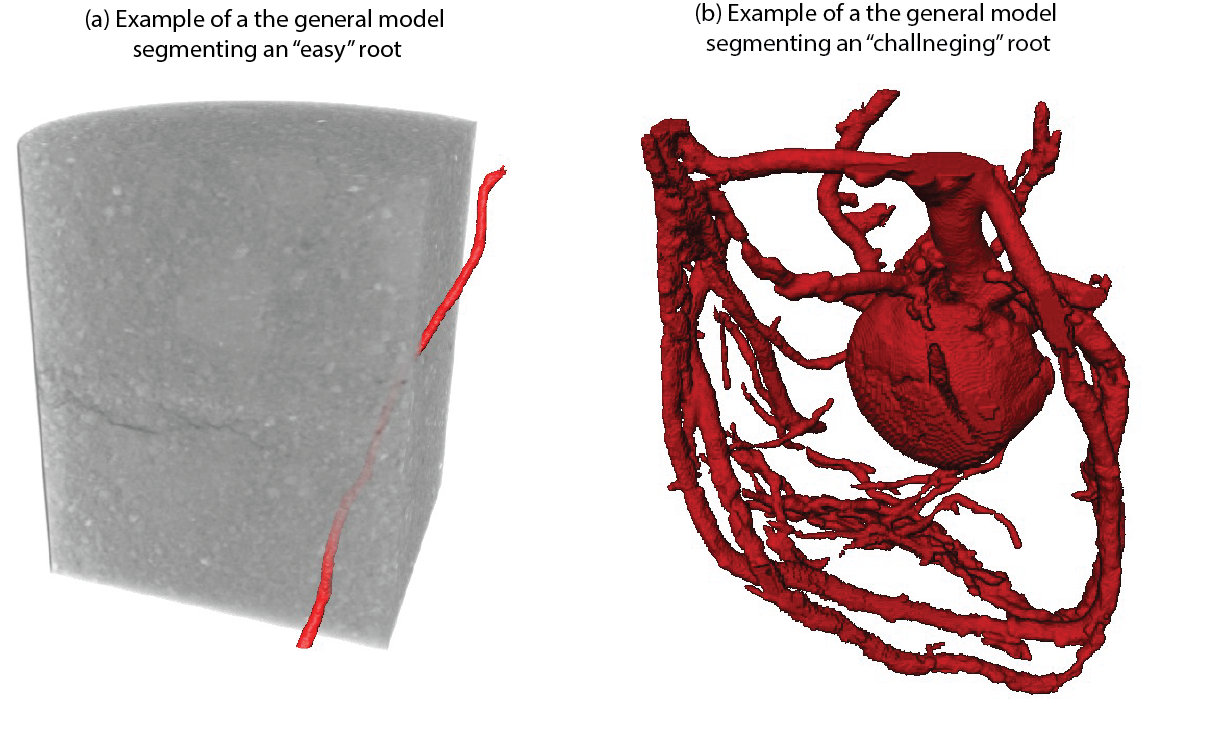 (a) Example of a the general model
segmenting an “easy” root
(b) Example of a the general model
segmenting an “challneging” root